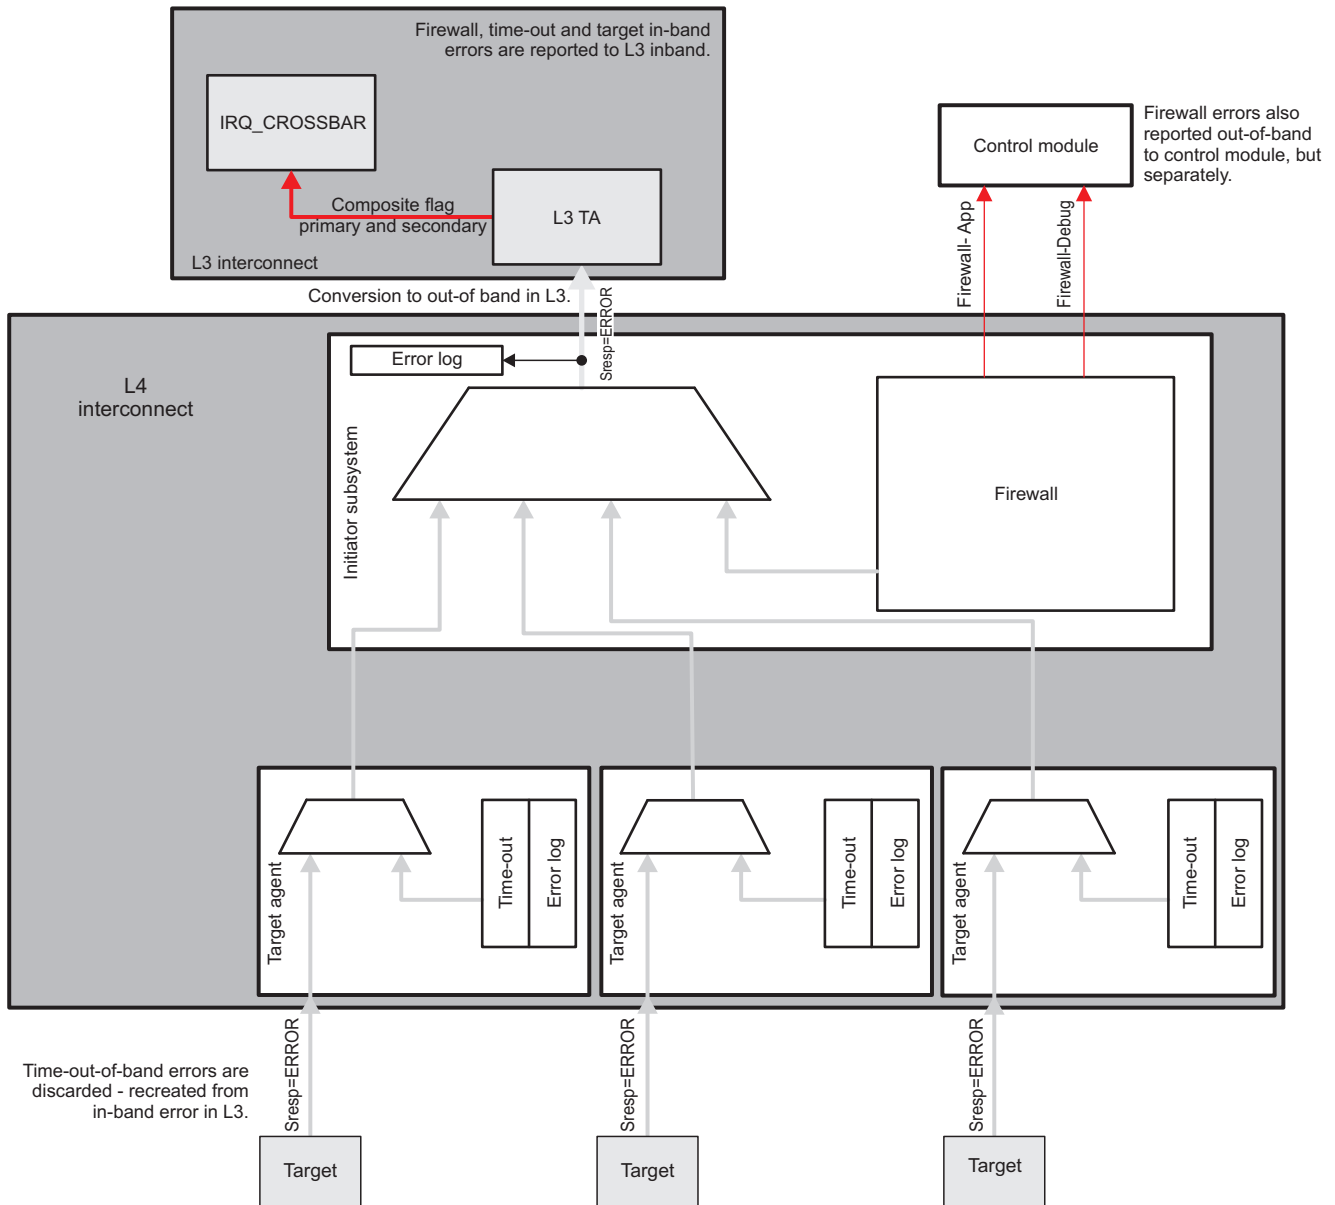 Firewall, time-out and target in-band
errors are reported to L3 inband.
IRQ_CROSSBAR
Composite flag
primary and secondary
L3 TA
L3 interconnect
Control module
Firewall errors also
reported out-of-band
to control module, but
separately.
Firewall- App
Firewall-Debug
Conversion to out-of band in L3.
Sresp=ERROR
L4
interconnect
Error log
Initiator subsystem
Firewall
Target agent
Time-out
Error log
Target agent
Time-out
Error log
Target agent
Time-out
Error log
Time-out-of-band errors are
discarded - recreated from
in-band error in L3.
Sresp=ERROR
Sresp=ERROR
Sresp=ERROR
Target
Target
Target